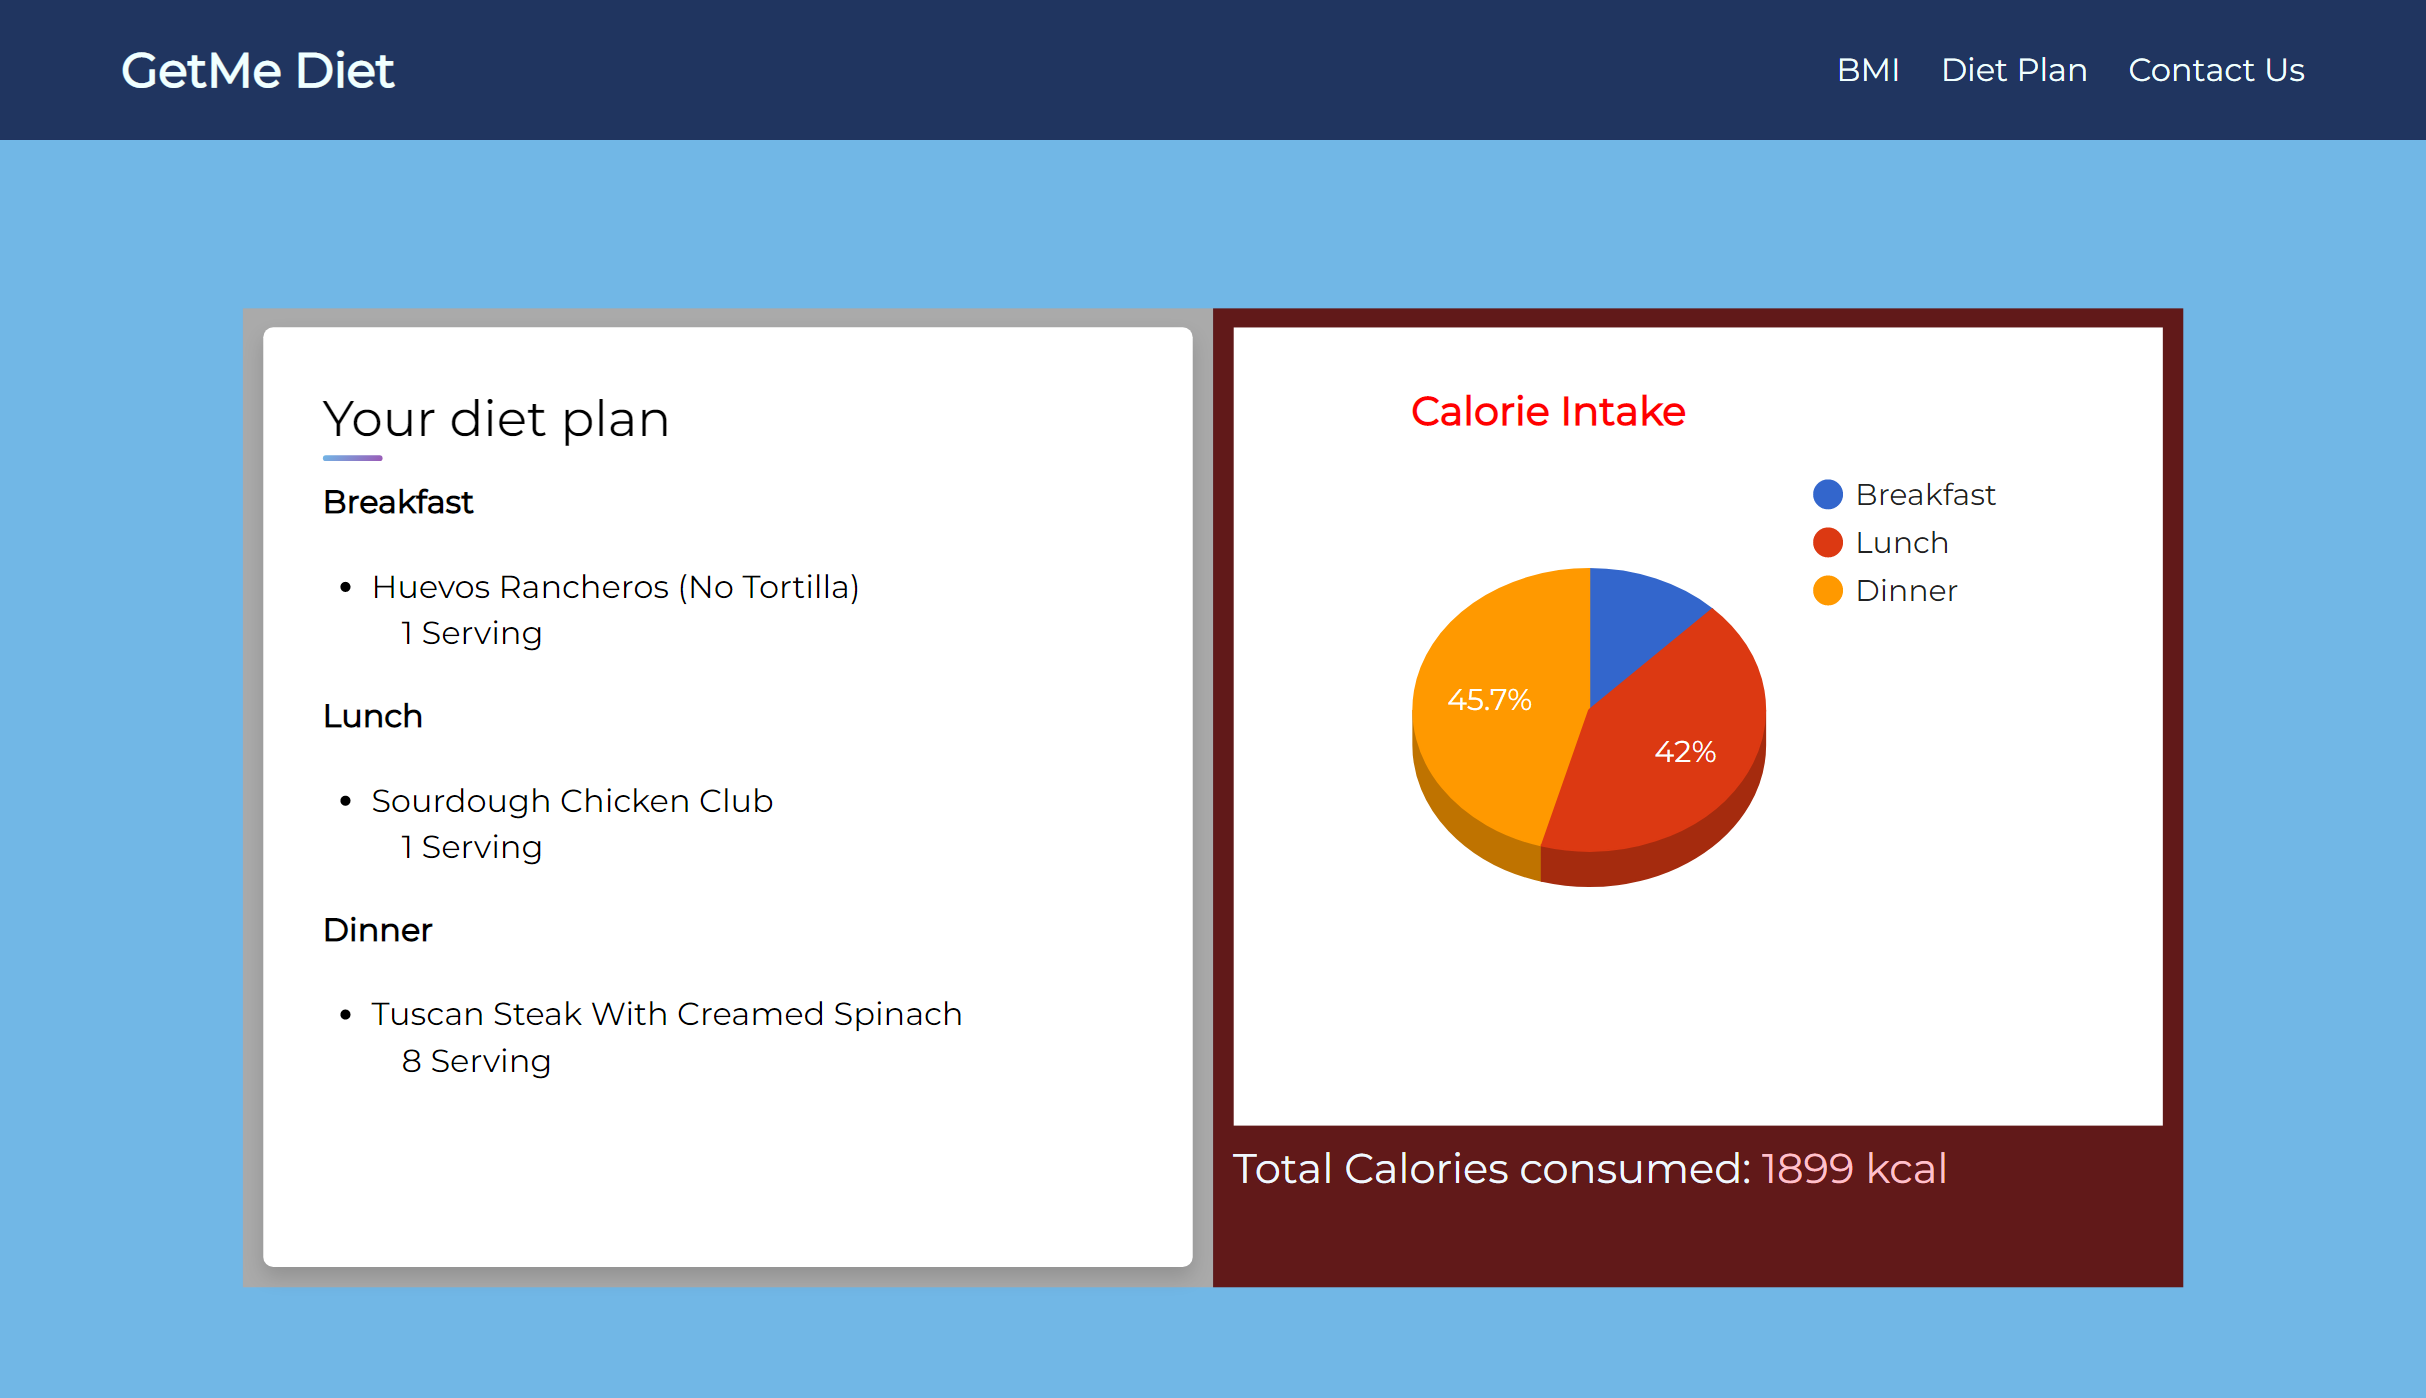 GetMe Diet
BMI Diet Plan Contact Us
Your diet plan
Breakfast
Huevos Rancheros (No Tortilla)
1 Serving
Lunch
Sourdough Chicken Club
1 Serving
Dinner
Tuscan Steak With Creamed Spinach
8 Serving
Calorie Intake
Breakfast
Lunch
Dinner
45.7%
42%
Total Calories consumed: 1899 kcal